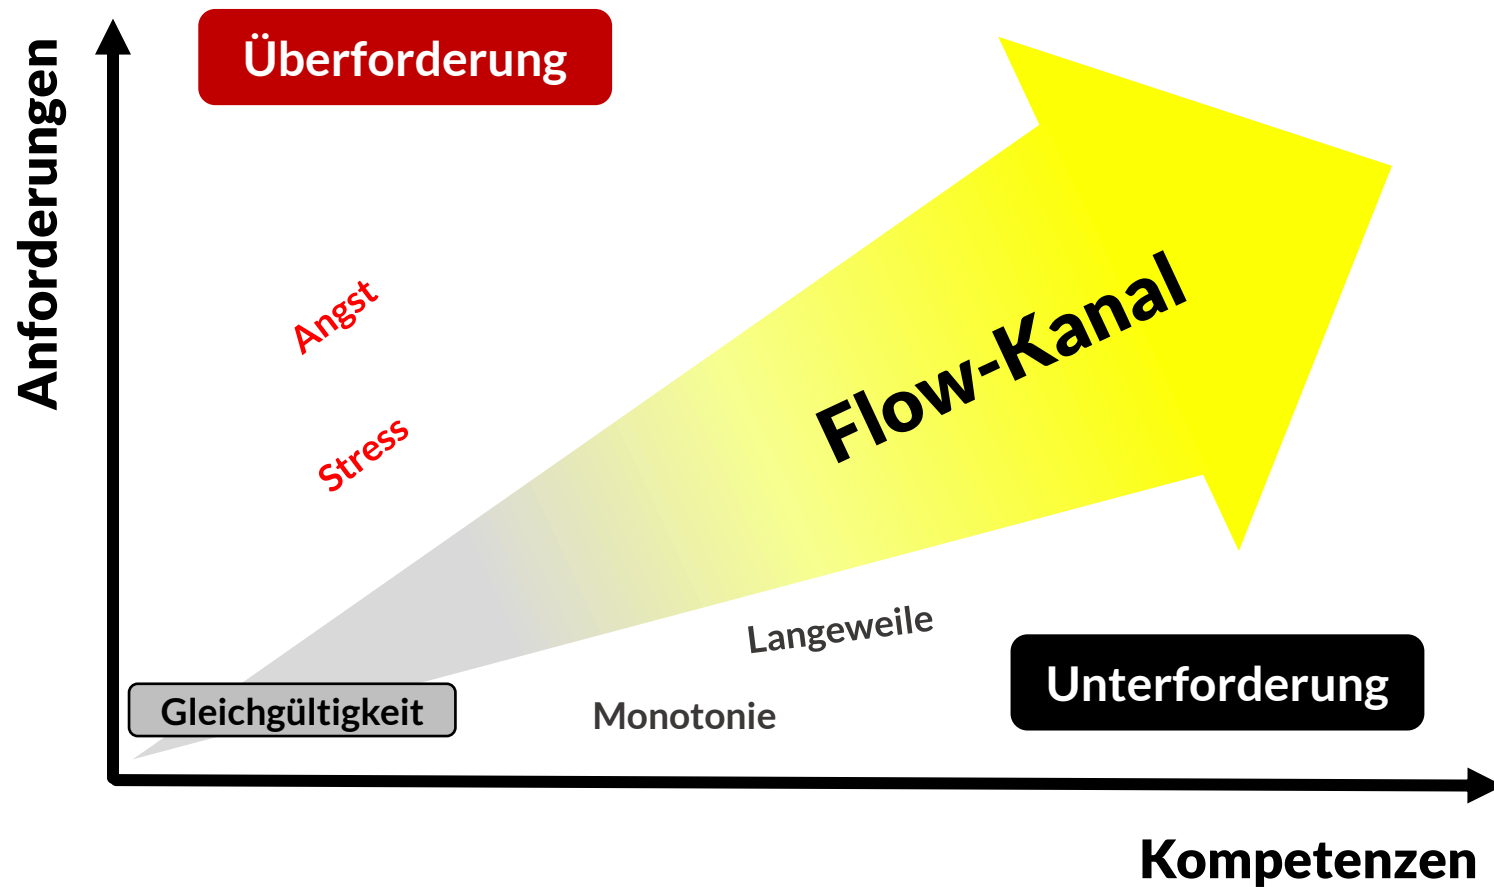 Überforderung
Anforderungen
Angst
Flow-Kanal
Stress
Langeweile
Unterforderung
Gleichgültigkeit
Monotonie
Kompetenzen